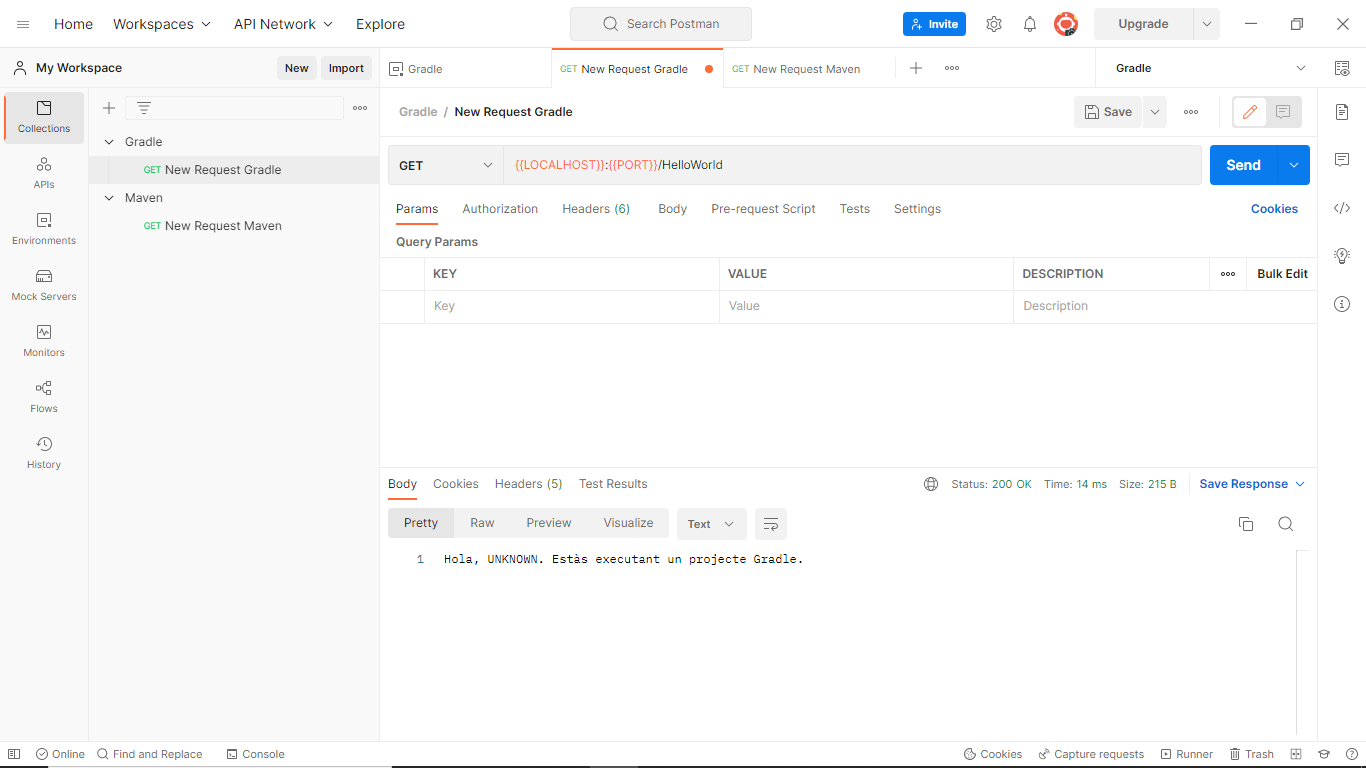 Home Workspaces API Network Explore Search Postman Invite Upgrade
My Workspace New Import Gradle GET New Request Gradle GET New Request Maven Gradle
Gradle / New Request Gradle Save
Collections
APIs
Environments
Mock Servers
Monitors
Flows
History
Gradle
GET New Request Gradle
Maven
GET New Request Maven
GET {{LOCALHOST}}:{{PORT}}/HelloWorld Send
Params Authorization Headers (6) Body Pre-request Script Tests Settings Cookies
Query Params
KEY VALUE DESCRIPTION Bulk Edit
Key Value Description
Body Cookies Headers (5) Test Results Status: 200 OK Time: 14 ms Size: 215 B Save Response
Pretty Raw Preview Visualize Text
1 Hola, UNKNOWN. Estàs executant un projecte Gradle.
Online Find and Replace Console Cookies Capture requests Runner Trash